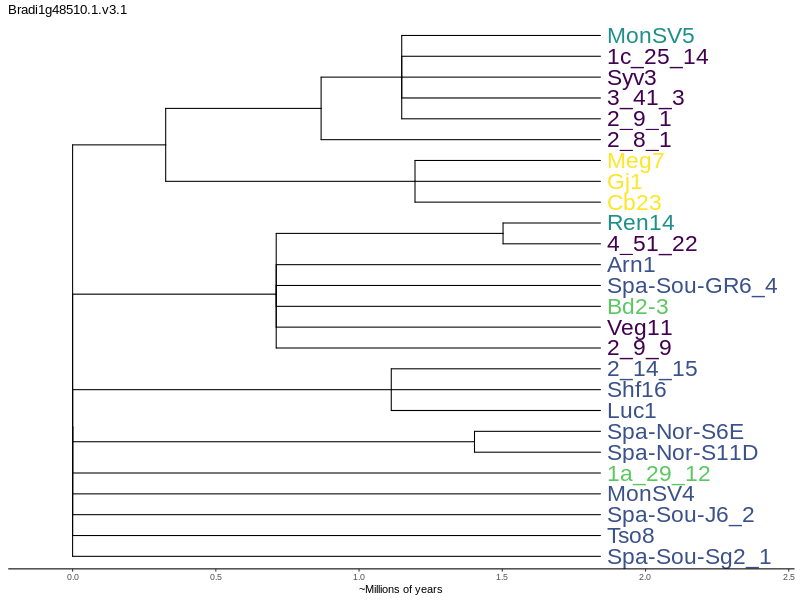 Bradi1g48510.1.v3.1
MonSV5
1c_25_14
Syv3
3_41_3
2_9_1
2_8_1
Meg7
Gj1
Cb23
Ren14
4_51_22
Arn1
Spa-Sou-GR6_4
Bd2-3
Veg11
2_9_9
2_14_15
Shf16
Luc1
Spa-Nor-S6E
Spa-Nor-S11D
1a_29_12
MonSV4
Spa-Sou-J6_2
Tso8
Spa-Sou-Sg2_1
0.0 0.5 1.0 1.5 2.0 2.5
~Millions of years